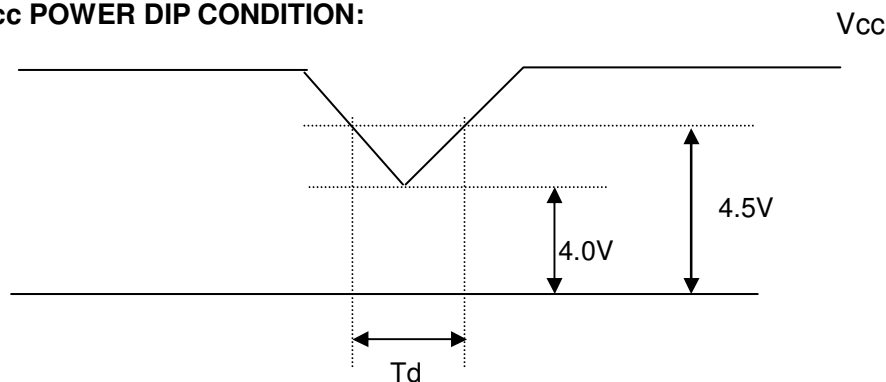 cc POWER DIP CONDITION:
Vcc
4.5V
4.0V
Td